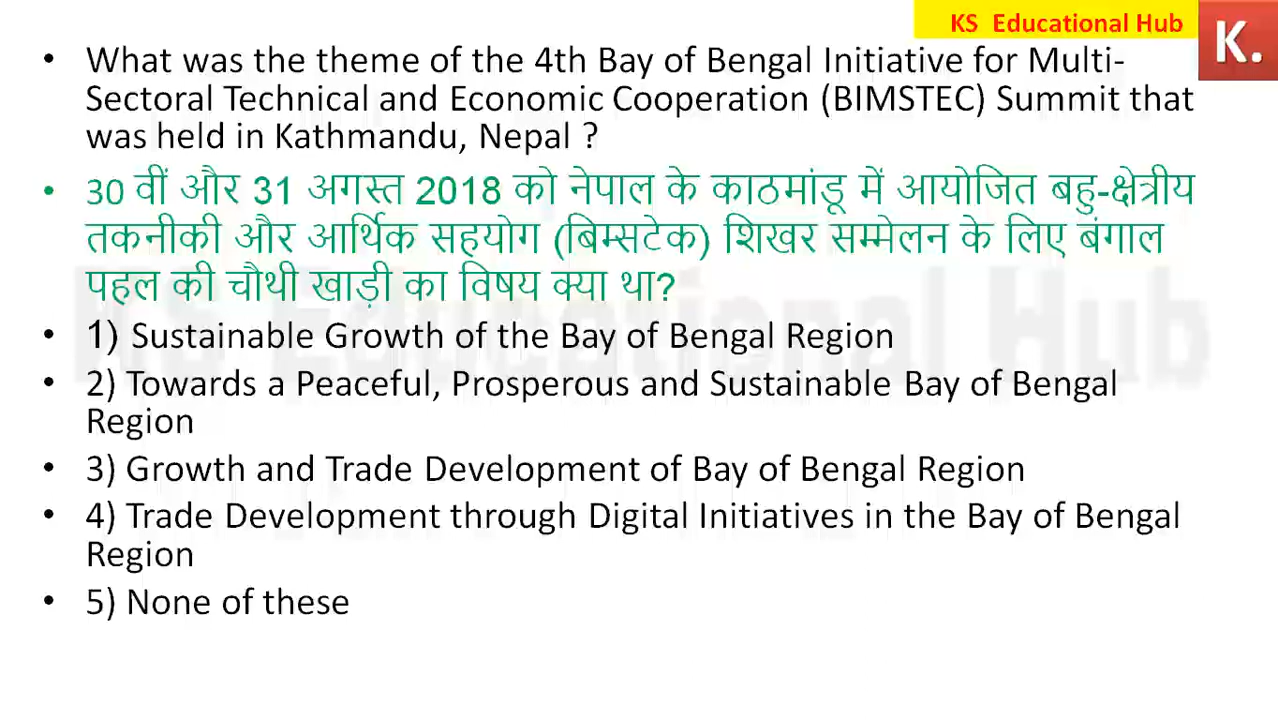 KS Educational Hub
K.
• What was the theme of the 4th Bay of Bengal Initiative for Multi-
Sectoral Technical and Economic Cooperation (BIMSTEC) Summit that
was held in Kathmandu, Nepal ?
• 30 वीं और 31 अगस्त 2018 को नेपाल के काठमांडू में आयोजित बहु-क्षेत्रीय
तकनीकी और आर्थिक सहयोग (बिम्सटेक) शिखर सम्मेलन के लिए बंगाल
पहल की चौथी खाड़ी का विषय क्या था?
• 1) Sustainable Growth of the Bay of Bengal Region
• 2) Towards a Peaceful, Prosperous and Sustainable Bay of Bengal
Region
• 3) Growth and Trade Development of Bay of Bengal Region
• 4) Trade Development through Digital Initiatives in the Bay of Bengal
Region
• 5) None of these
KS Educational Hub